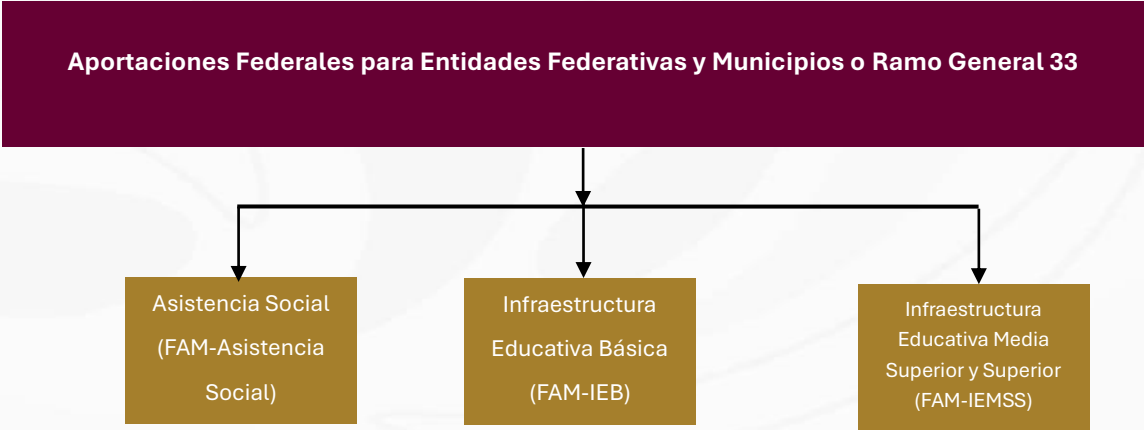 Aportaciones Federales para Entidades Federativas y Municipios o Ramo General 33
Asistencia Social
(FAM-Asistencia
Social)
Infraestructura
Educativa Básica
(FAM-IEB)
Infraestructura
Educativa Media
Superior y Superior
(FAM-IEMSS)